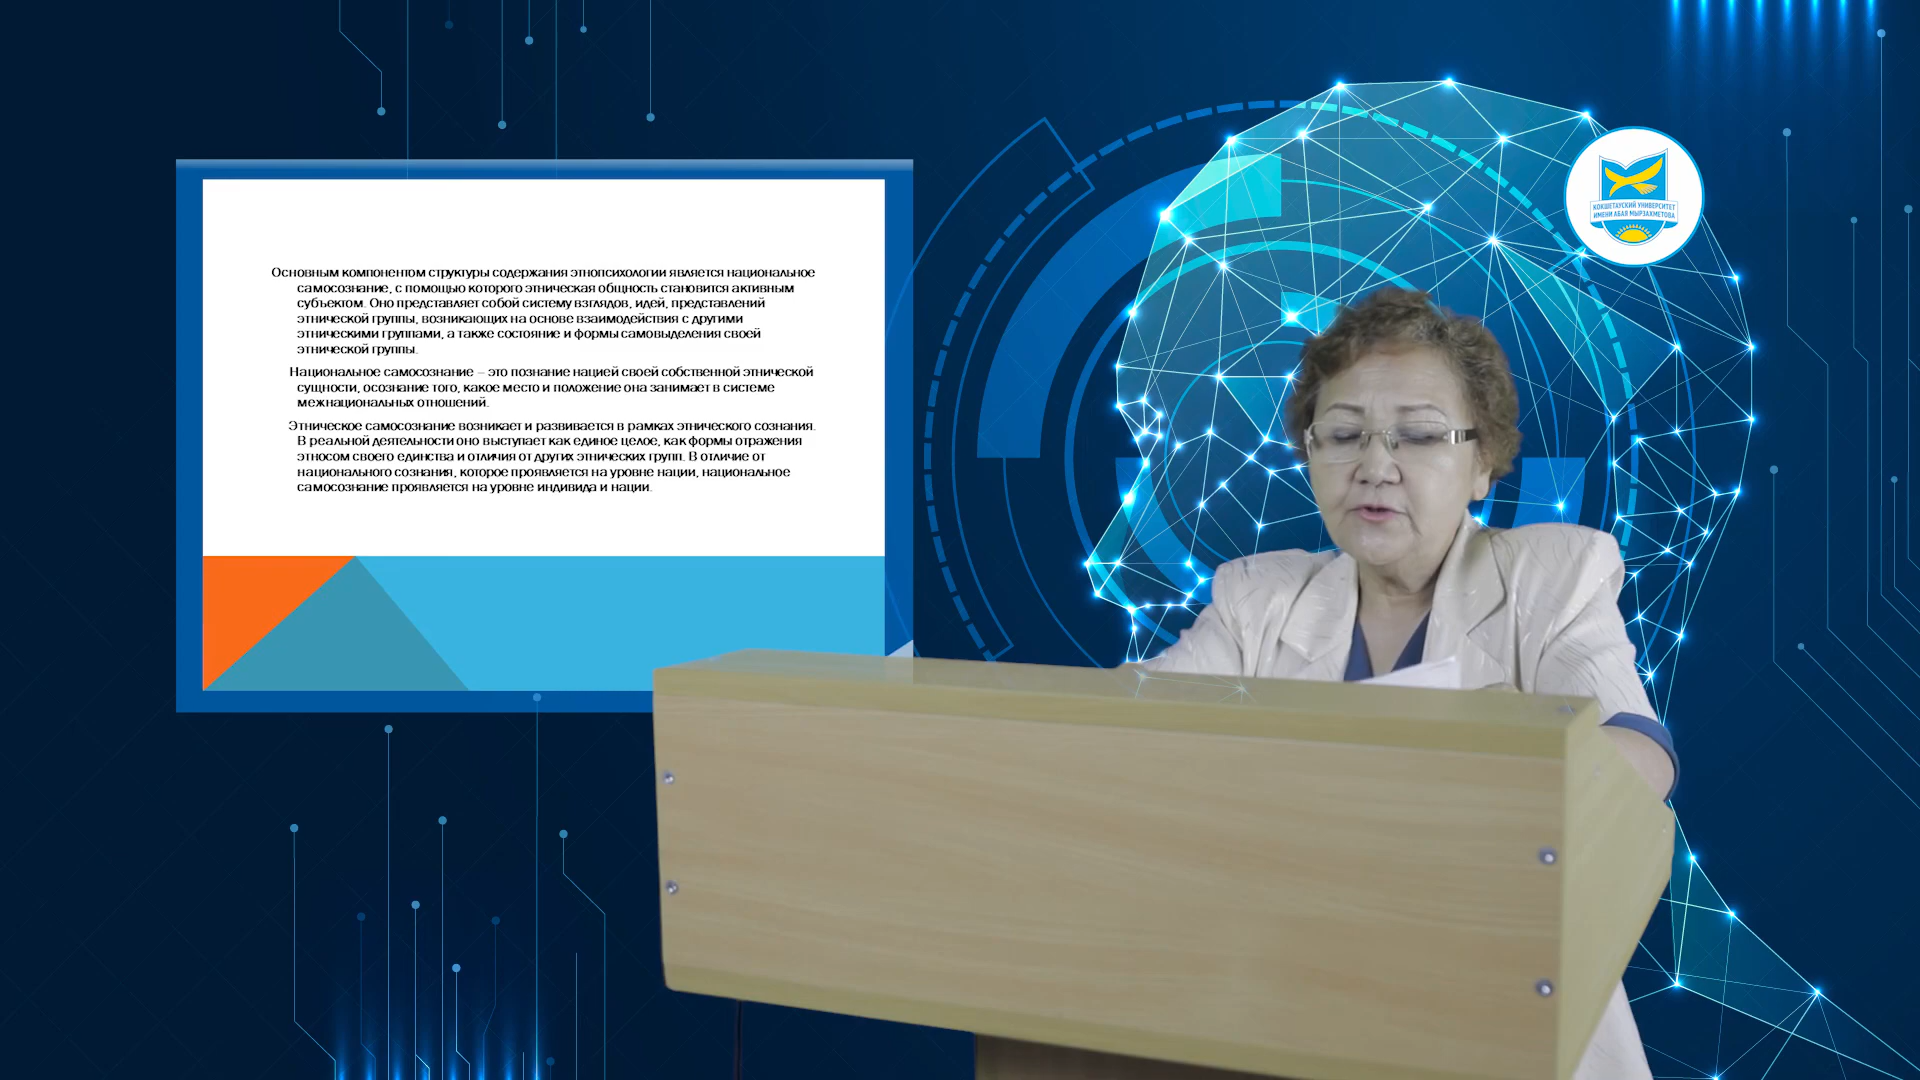 Основным компонентом структуры содержания этнопсихологии является национальное
самосознание, с помощью которого этническая общность становится активным
субъектом. Оно представляет собой систему взглядов, идей, представлений
этнической группы, возникающих на основе взаимодействия с другими
этническими группами, а также состояние и формы самовыделения своей
этнической группы.
Национальное самосознание – это познание нацией своей собственной этнической
сущности, осознание того, какое место и положение она занимает в системе
межнациональных отношений.
Этническое самосознание возникает и развивается в рамках этнического сознания.
В реальной деятельности оно выступает как единое целое, как формы отражения
этносом своего единства и отличия от других этнических групп. В отличие от
национального сознания, которое проявляется на уровне нации, национальное
самосознание проявляется на уровне индивида и нации.
КОКШЕТАУСКИЙ УНИВЕРСИТЕТ
ИМЕНИ АБАЯ МЫРЗАХМЕТОВА